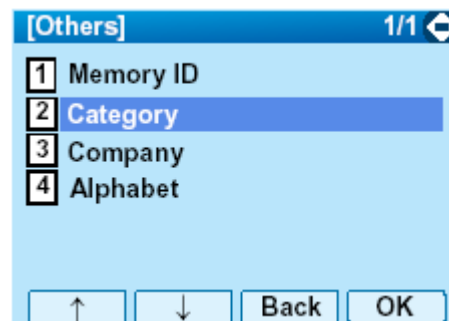 [Others] 1/1
1 Memory ID
2 Category
3 Company
4 Alphabet
↑ ↓ Back OK